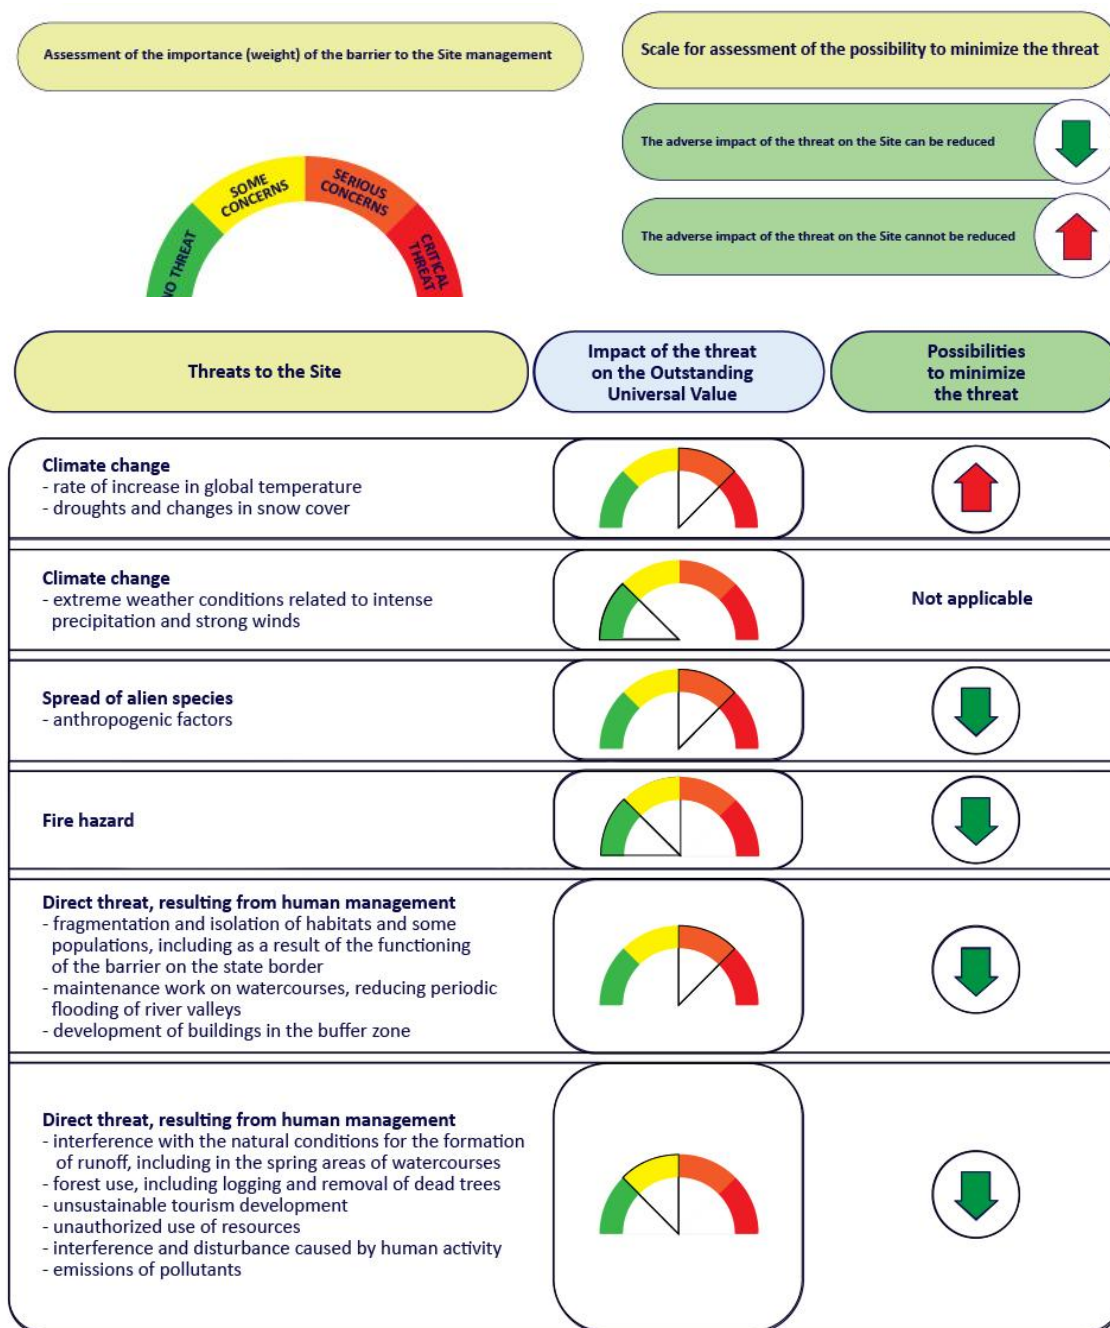 Assessment of the importance (weight) of the barrier to the Site management
Scale for assessment of the possibility to minimize the threat
The adverse impact of the threat on the Site can be reduced
The adverse impact of the threat on the Site cannot be reduced
NO THREAT
SOME
CONCERNS
SERIOUS
CONCERNS
CRITICAL
THREAT
Threats to the Site
Impact of the threat
on the Outstanding
Universal Value
Possibilities
to minimize
the threat
Climate change
- rate of increase in global temperature
- droughts and changes in snow cover
Climate change
- extreme weather conditions related to intense
precipitation and strong winds
Not applicable
Spread of alien species
- anthropogenic factors
Fire hazard
Direct threat, resulting from human management
- fragmentation and isolation of habitats and some
populations, including as a result of the functioning
of the barrier on the state border
- maintenance work on watercourses, reducing periodic
flooding of river valleys
- development of buildings in the buffer zone
Direct threat, resulting from human management
- interference with the natural conditions for the formation
of runoff, including in the spring areas of watercourses
- forest use, including logging and removal of dead trees
- unsustainable tourism development
- unauthorized use of resources
- interference and disturbance caused by human activity
- emissions of pollutants